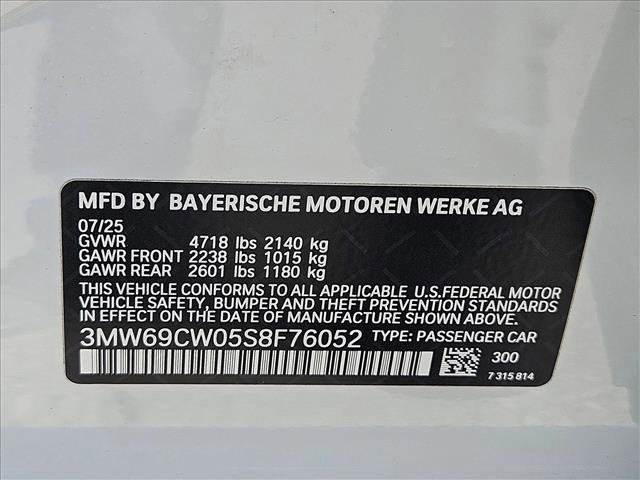 MFD BY BAYERISCHE MOTOREN WERKE AG
07/25
GVWR 4718 lbs 2140 kg
GAWR FRONT 2238 lbs 1015 kg
GAWR REAR 2601 lbs 1180 kg
THIS VEHICLE CONFORMS TO ALL APPLICABLE U.S.FEDERAL MOTOR
VEHICLE SAFETY, BUMPER AND THEFT PREVENTION STANDARDS
IN EFFECT ON THE DATE OF MANUFACTURE SHOWN ABOVE.
3MW69CW05S8F76052 TYPE: PASSENGER CAR
300
7 315 814